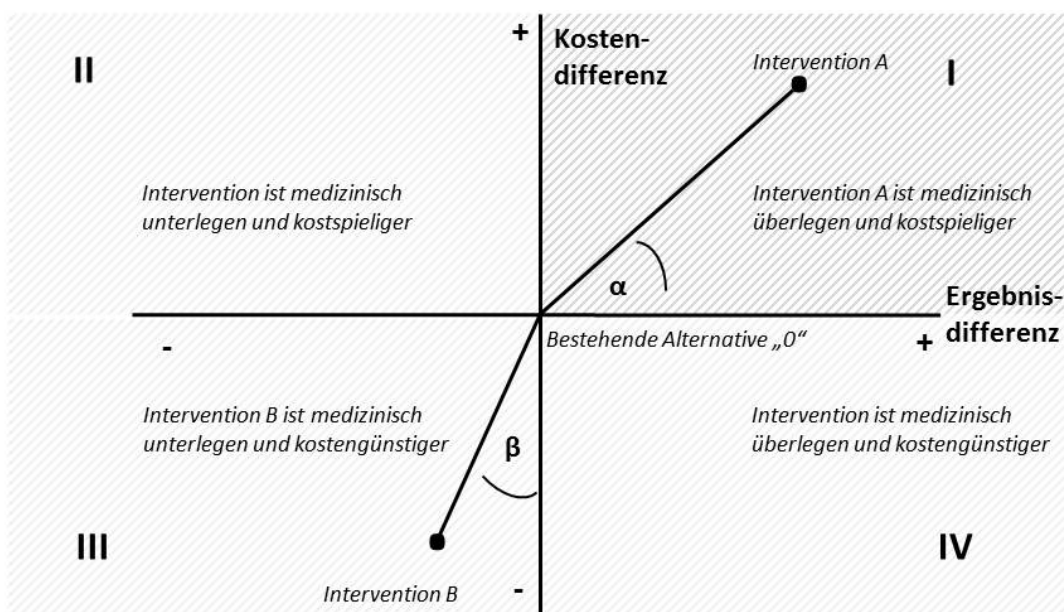 II
+
Kosten-
differenz
Intervention A
I
Intervention ist medizinisch
unterlegen und kostspieliger
Intervention A ist medizinisch
überlegen und kostspieliger
α
Ergebnis-
differenz
-
Bestehende Alternative „0“
+
Intervention B ist medizinisch
unterlegen und kostengünstiger
β
Intervention ist medizinisch
überlegen und kostengünstiger
III
IV
Intervention B
-